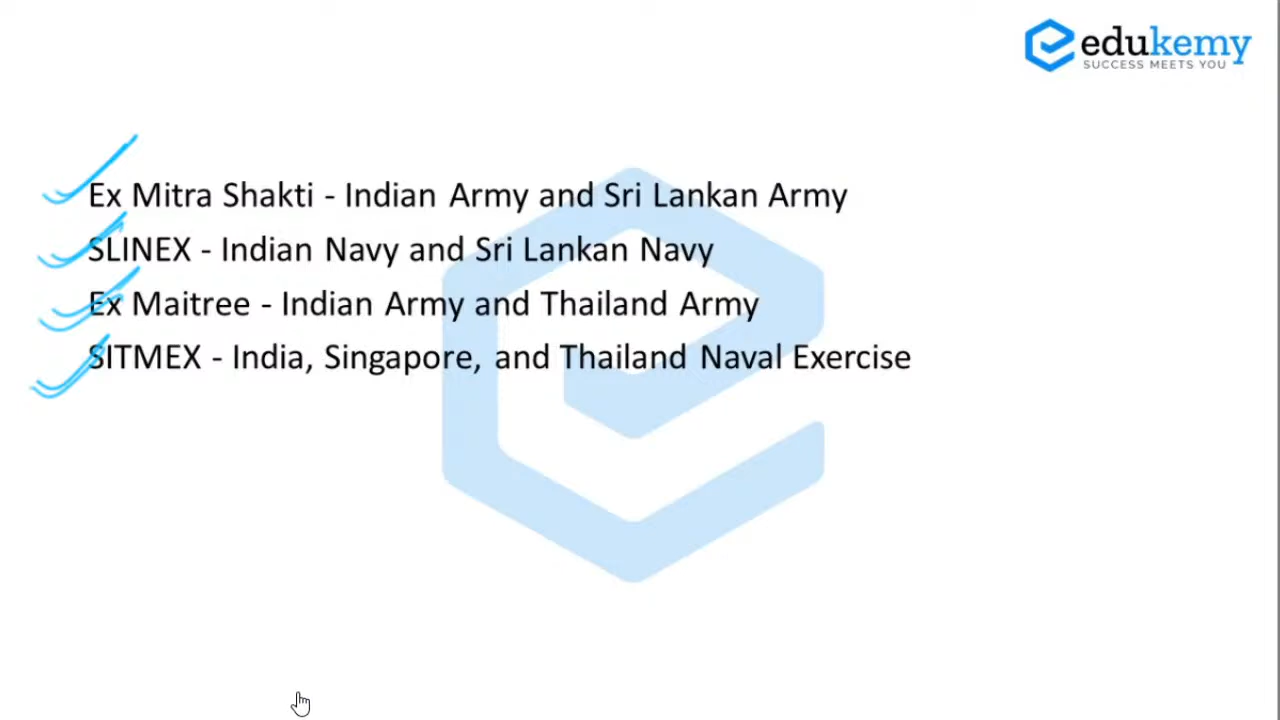 edukemy
SUCCESS MEETS YOU
Ex Mitra Shakti - Indian Army and Sri Lankan Army
SLINEX - Indian Navy and Sri Lankan Navy
Ex Maitree - Indian Army and Thailand Army
SITMEX - India, Singapore, and Thailand Naval Exercise